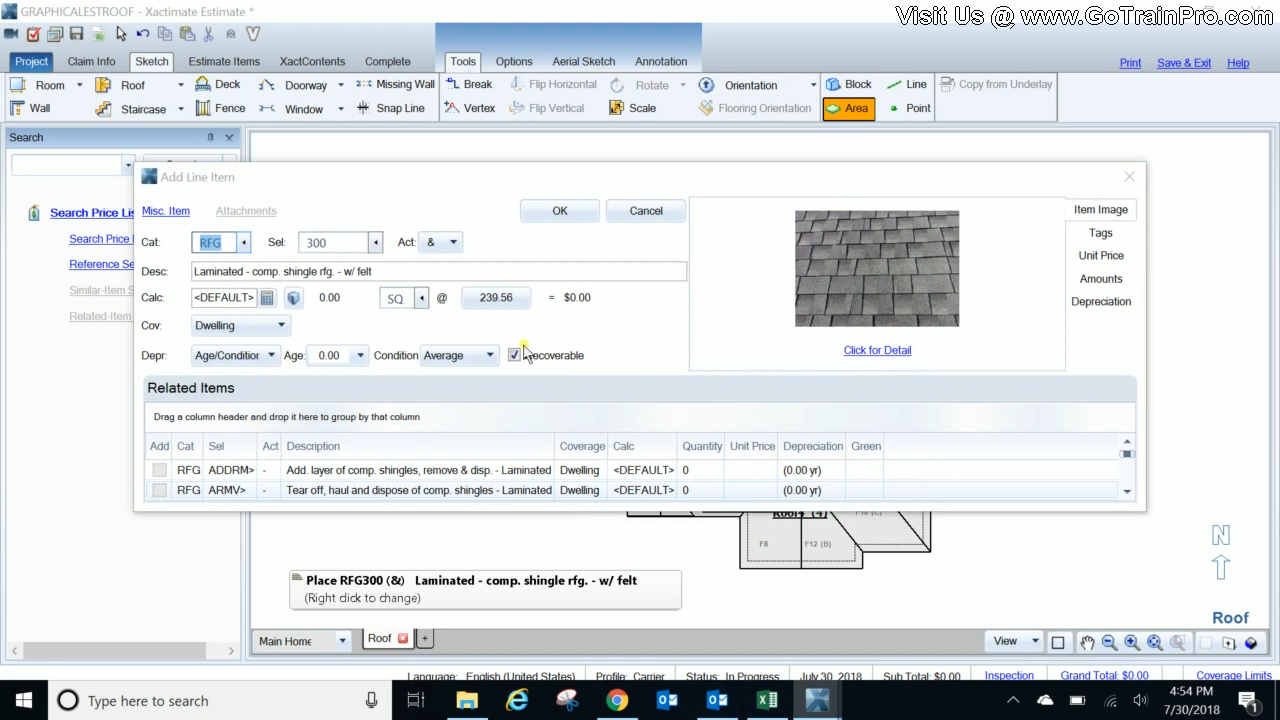 GRAPHICALESTROOF - Xactimate Estimate *
Visit Us @ www.GoTrainPro.com
Project Claim Info Sketch Estimate Items XactContents Complete Tools Options Aerial Sketch Annotation Print Save & Exit Help
Room Roof Deck Doorway Missing Wall Break Flip Horizontal Rotate Orientation Block Line Copy from Underlay
Wall Staircase Fence Window Snap Line Vertex Flip Vertical Scale Flooring Orientation Area Point
Search
Add Line Item
Misc. Item Attachments OK Cancel Item Image
Search Price Lis
Tags
Search Price
Cat: RFG Sel: 300 Act: &
Unit Price
Reference Se
Desc: Laminated - comp. shingle rfg. - w/ felt
Amounts
Similar-Item S
Calc: <DEFAULT> 0.00 SQ @ 239.56 = $0.00
Depreciation
Related-Item
Cov: Dwelling
Click for Detail
Depr: Age/Condition Age: 0.00 Condition Average
Related Items
Drag a column header and drop it here to group by that column
Add Cat Sel Act Description Coverage Calc Quantity Unit Price Depreciation Green
RFG ADDRM> - Add. layer of comp. shingles, remove & disp. - Laminated Dwelling <DEFAULT> 0 (0.00 yr)
RFG ARMV> - Tear off, haul and dispose of comp. shingles - Laminated Dwelling <DEFAULT> 0 (0.00 yr)
F8 F12 (B)
N
Place RFG300 (&) Laminated - comp. shingle rfg. - w/ felt
(Right click to change)
Roof
Main Home Roof + View
Language: English (United States) Profile: Carrier Status: In Progress July 30, 2018 Sub Total: $0.00 Inspection Grand Total: $0.00 Coverage Limits
Type here to search
4:54 PM
7/30/2018
1